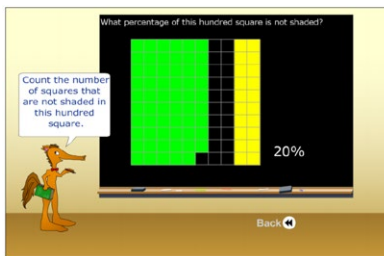 What percentage of this hundred square is not shaded?
Count the number
of squares that
are not shaded in
this hundred
square.
20%
Back